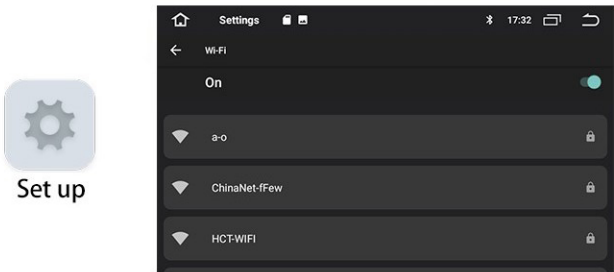 Settings
17:32
Wi-Fi
On
a-o
ChinaNet-fFew
HCT-WIFI
Set up